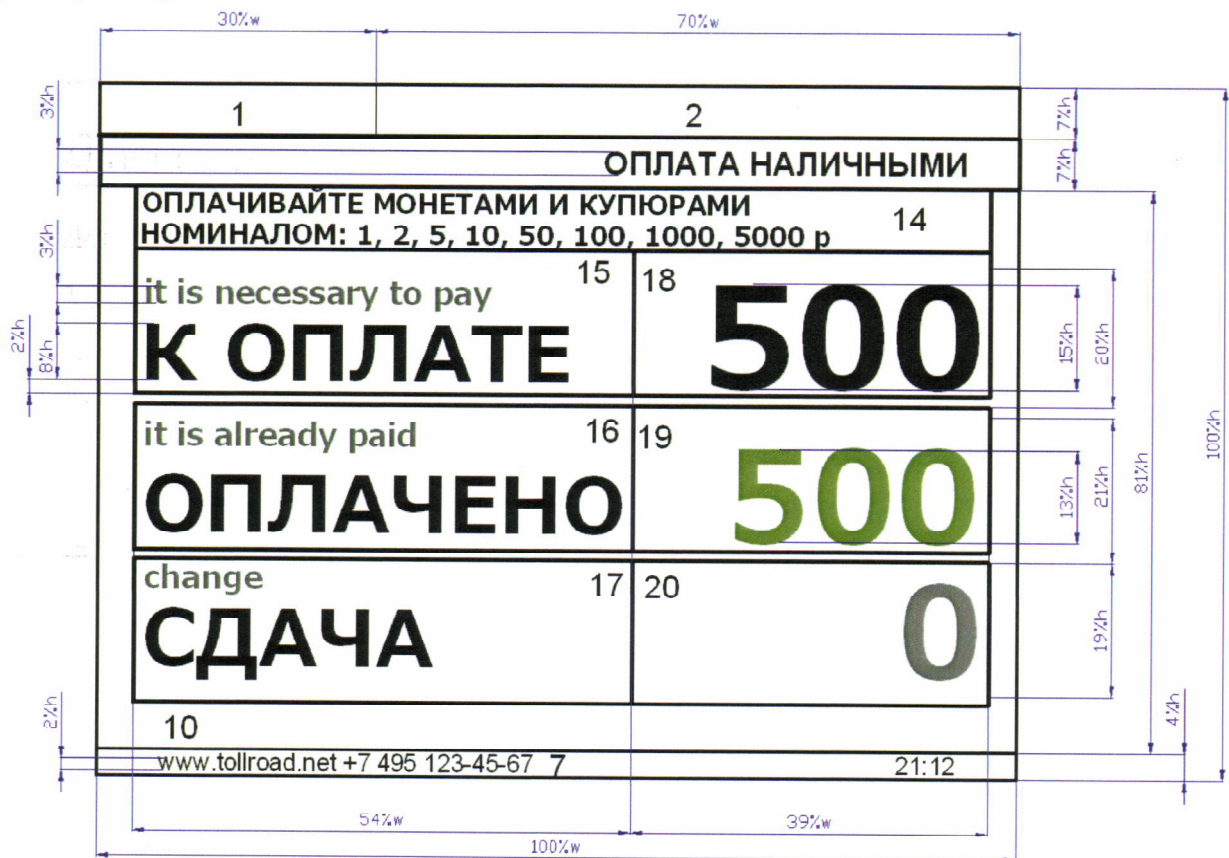 30%w 70%w
3%h 1 2 7%h
ОПЛАТА НАЛИЧНЫМИ 7%h
ОПЛАЧИВАЙТЕ МОНЕТАМИ И КУПЮРАМИ 14
НОМИНАЛОМ: 1, 2, 5, 10, 50, 100, 1000, 5000 р
3%h
15 18
it is necessary to pay
К ОПЛАТЕ 500
2%h 8%h 15%h 20%h
it is already paid 16 19
ОПЛАЧЕНО 500
13%h 21%h 81%h 100%h
change 17 20
СДАЧА 0
19%h
2%h 10 4%h
www.tollroad.net +7 495 123-45-67 7 21:12
54%w 39%w
100%w